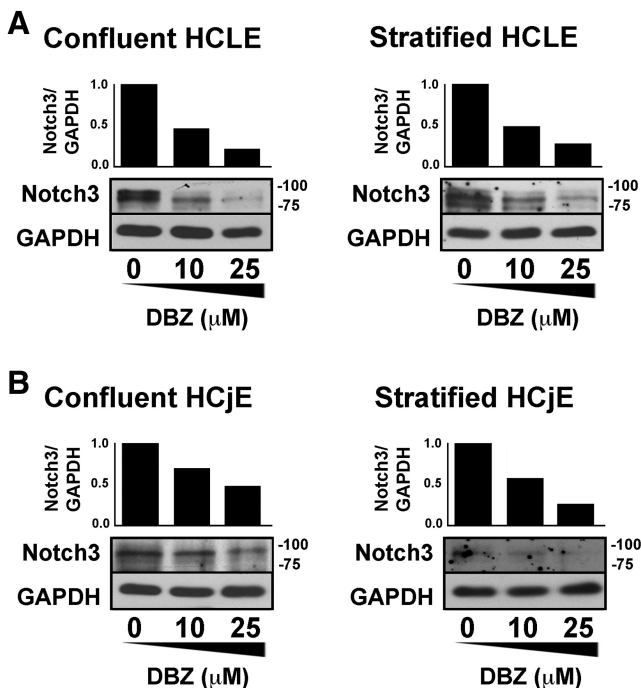 A
Confluent HCLE
Stratified HCLE
Notch3/
GAPDH
1.0
0.5
0.0
Notch3/
GAPDH
1.0
0.5
0.0
Notch3
-100
-75
Notch3
-100
-75
GAPDH
GAPDH
0 10 25
0 10 25
DBZ (μM)
DBZ (μM)
B
Confluent HCjE
Stratified HCjE
Notch3/
GAPDH
1.0
0.5
0.0
Notch3/
GAPDH
1.0
0.5
0.0
Notch3
-100
-75
Notch3
-100
-75
GAPDH
GAPDH
0 10 25
0 10 25
DBZ (μM)
DBZ (μM)